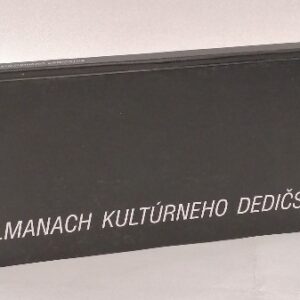 LMANACH KULTÚRNEHO DEDIČS